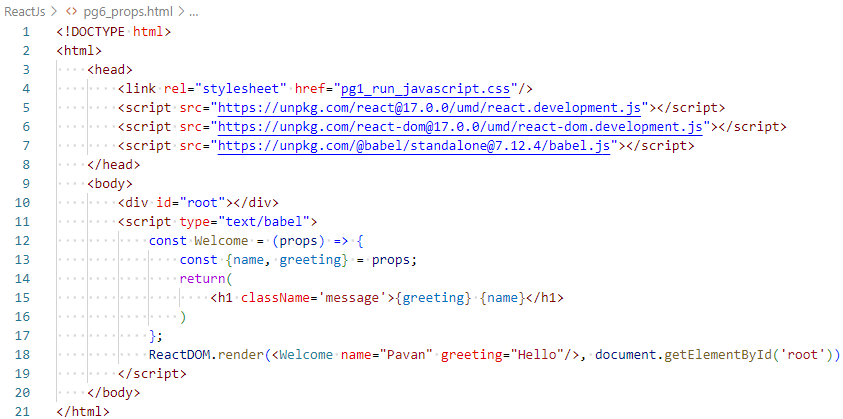 ReactJs > <> pg6_props.html > ...
1 <!DOCTYPE html>
2 <html>
3     <head>
4         <link rel="stylesheet" href="pg1_run_javascript.css"/>
5         <script src="https://unpkg.com/react@17.0.0/umd/react.development.js"></script>
6         <script src="https://unpkg.com/react-dom@17.0.0/umd/react-dom.development.js"></script>
7         <script src="https://unpkg.com/@babel/standalone@7.12.4/babel.js"></script>
8     </head>
9     <body>
10         <div id="root"></div>
11         <script type="text/babel">
12             const Welcome = (props) => {
13                 const {name, greeting} = props;
14                 return(
15                     <h1 className='message'>{greeting} {name}</h1>
16                 )
17             };
18             ReactDOM.render(<Welcome name="Pavan" greeting="Hello"/>, document.getElementById('root'))
19         </script>
20     </body>
21 </html>